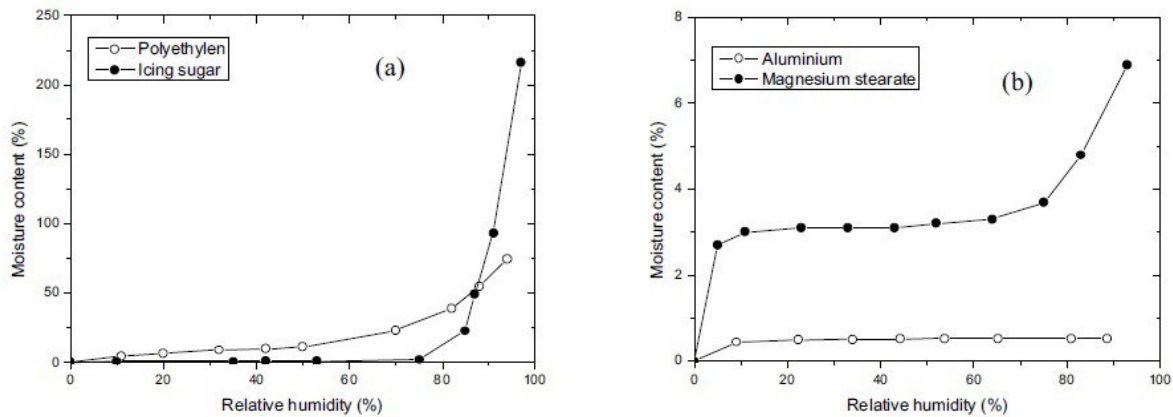 250
200
150
100
50
0
Moisture content (%)
Polyethylen
Icing sugar
(a)
0 20 40 60 80 100
Relative humidity (%)
8
6
4
2
0
Moisture content (%)
Aluminium
Magnesium stearate
(b)
0 20 40 60 80 100
Relative humidity (%)